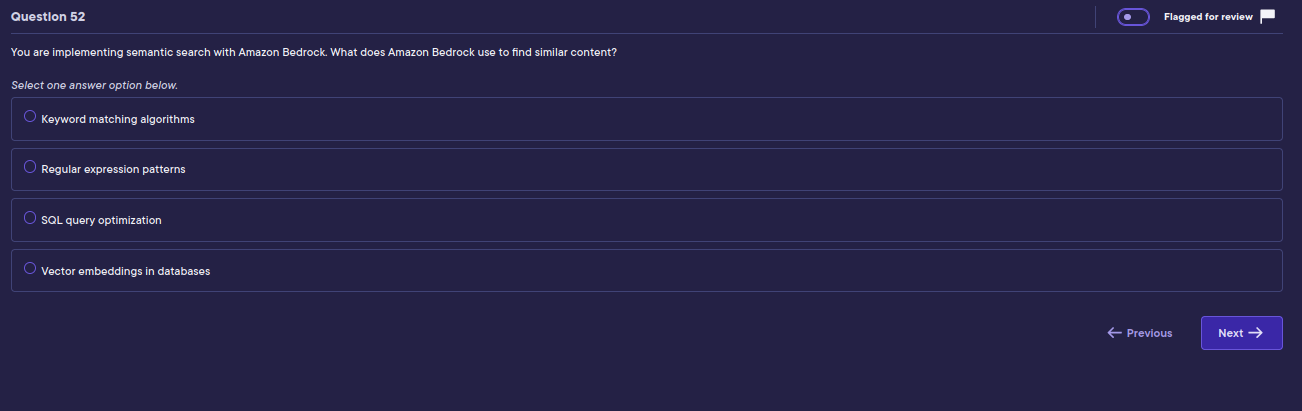 Question 52
Flagged for review
You are implementing semantic search with Amazon Bedrock. What does Amazon Bedrock use to find similar content?
Select one answer option below.
Keyword matching algorithms
Regular expression patterns
SQL query optimization
Vector embeddings in databases
Previous
Next